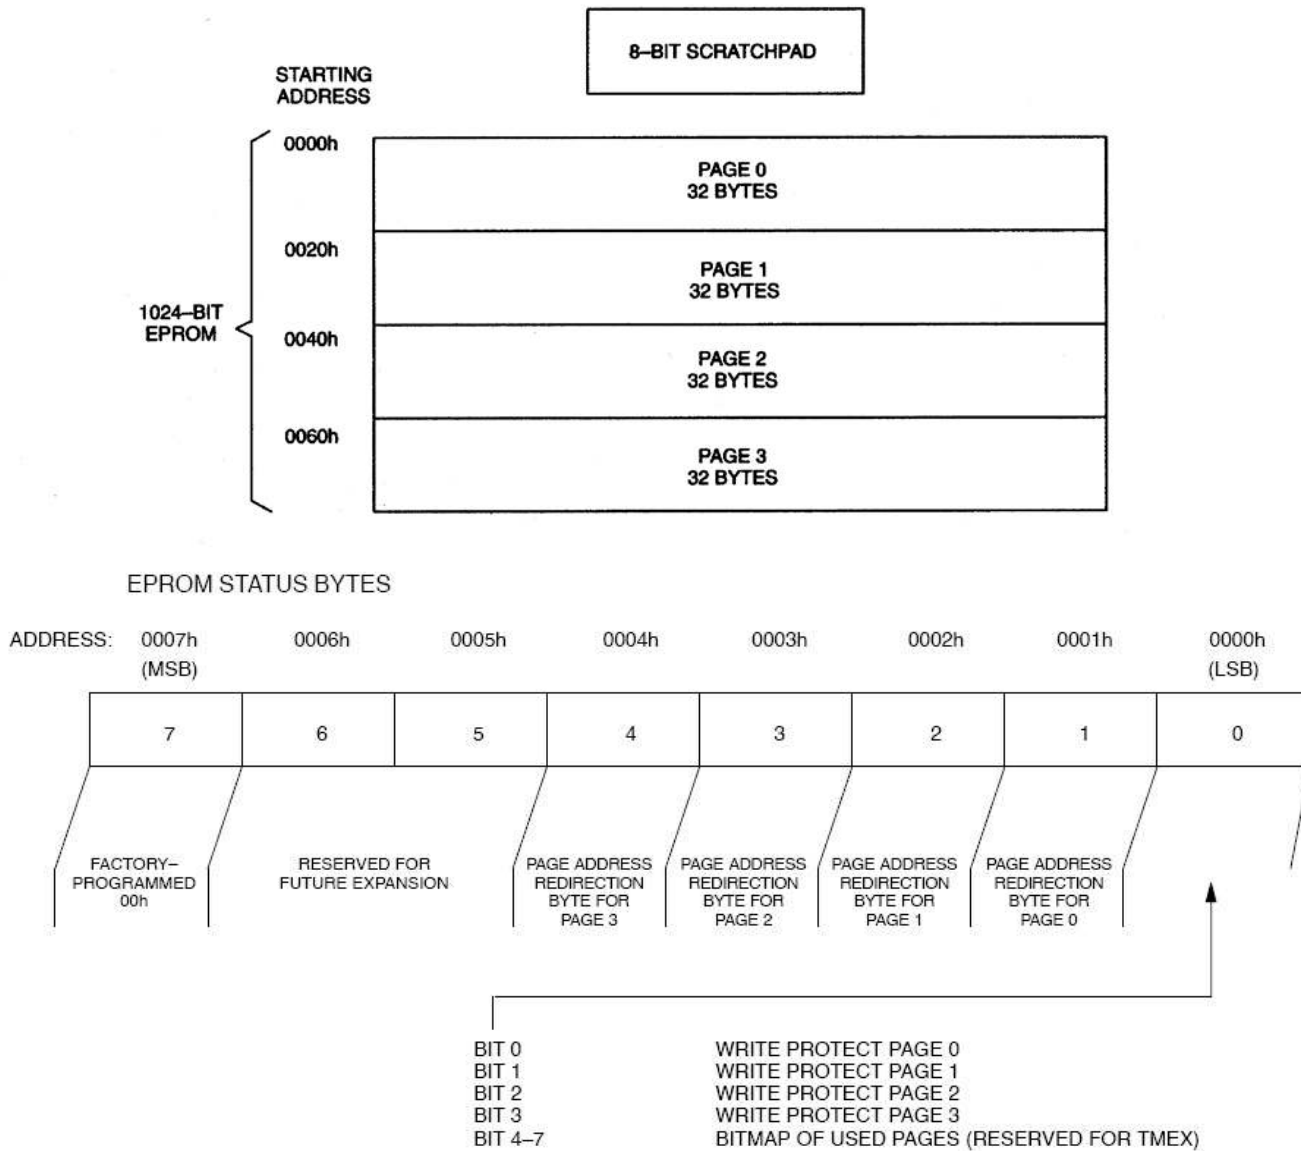 8–BIT SCRATCHPAD
STARTING
ADDRESS
0000h
PAGE 0
32 BYTES
0020h
PAGE 1
32 BYTES
1024–BIT
EPROM
0040h
PAGE 2
32 BYTES
0060h
PAGE 3
32 BYTES
EPROM STATUS BYTES
ADDRESS: 0007h 0006h 0005h 0004h 0003h 0002h 0001h 0000h
(MSB) (LSB)
7 6 5 4 3 2 1 0
FACTORY–
PROGRAMMED
00h
RESERVED FOR
FUTURE EXPANSION
PAGE ADDRESS
REDIRECTION
BYTE FOR
PAGE 3
PAGE ADDRESS
REDIRECTION
BYTE FOR
PAGE 2
PAGE ADDRESS
REDIRECTION
BYTE FOR
PAGE 1
PAGE ADDRESS
REDIRECTION
BYTE FOR
PAGE 0
BIT 0 WRITE PROTECT PAGE 0
BIT 1 WRITE PROTECT PAGE 1
BIT 2 WRITE PROTECT PAGE 2
BIT 3 WRITE PROTECT PAGE 3
BIT 4–7 BITMAP OF USED PAGES (RESERVED FOR TMEX)